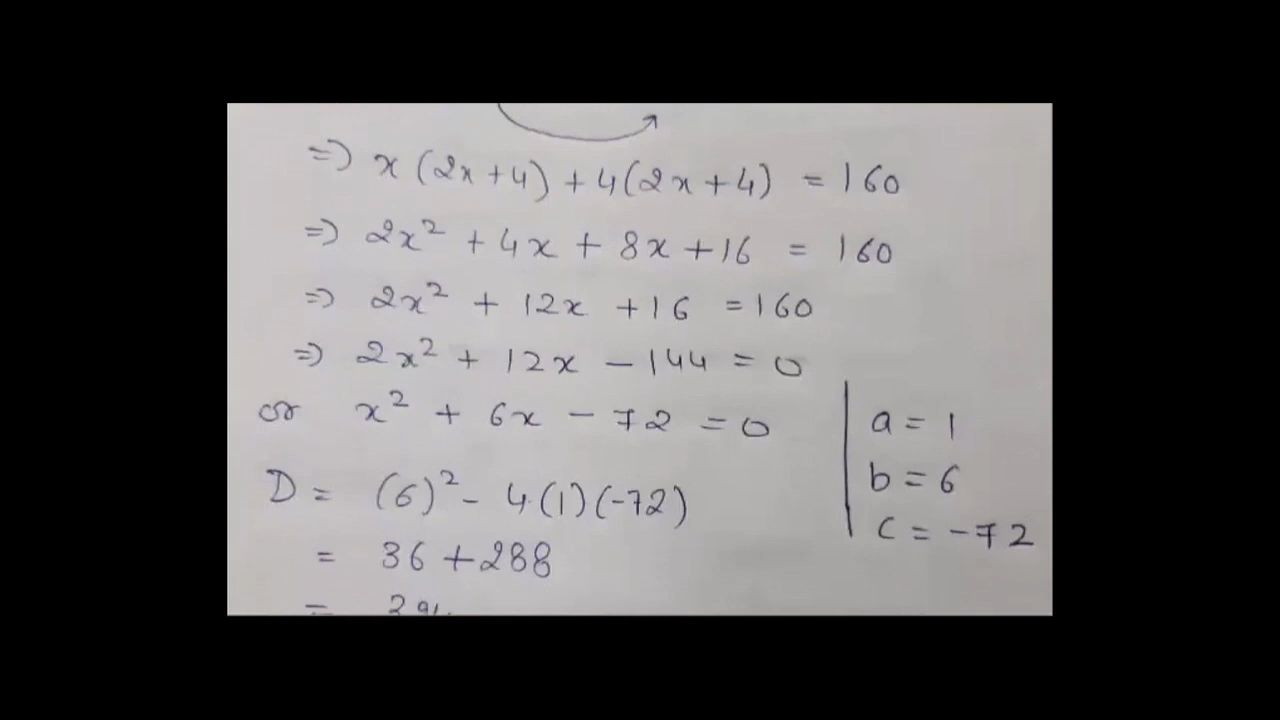 ⇒ x(2x+4) + 4(2x+4) = 160
⇒ 2x² + 4x + 8x + 16 = 160
⇒ 2x² + 12x + 16 = 160
⇒ 2x² + 12x − 144 = 0
or x² + 6x − 72 = 0
D = (6)² − 4(1)(−72)
= 36 + 288
=
a = 1
b = 6
c = −72